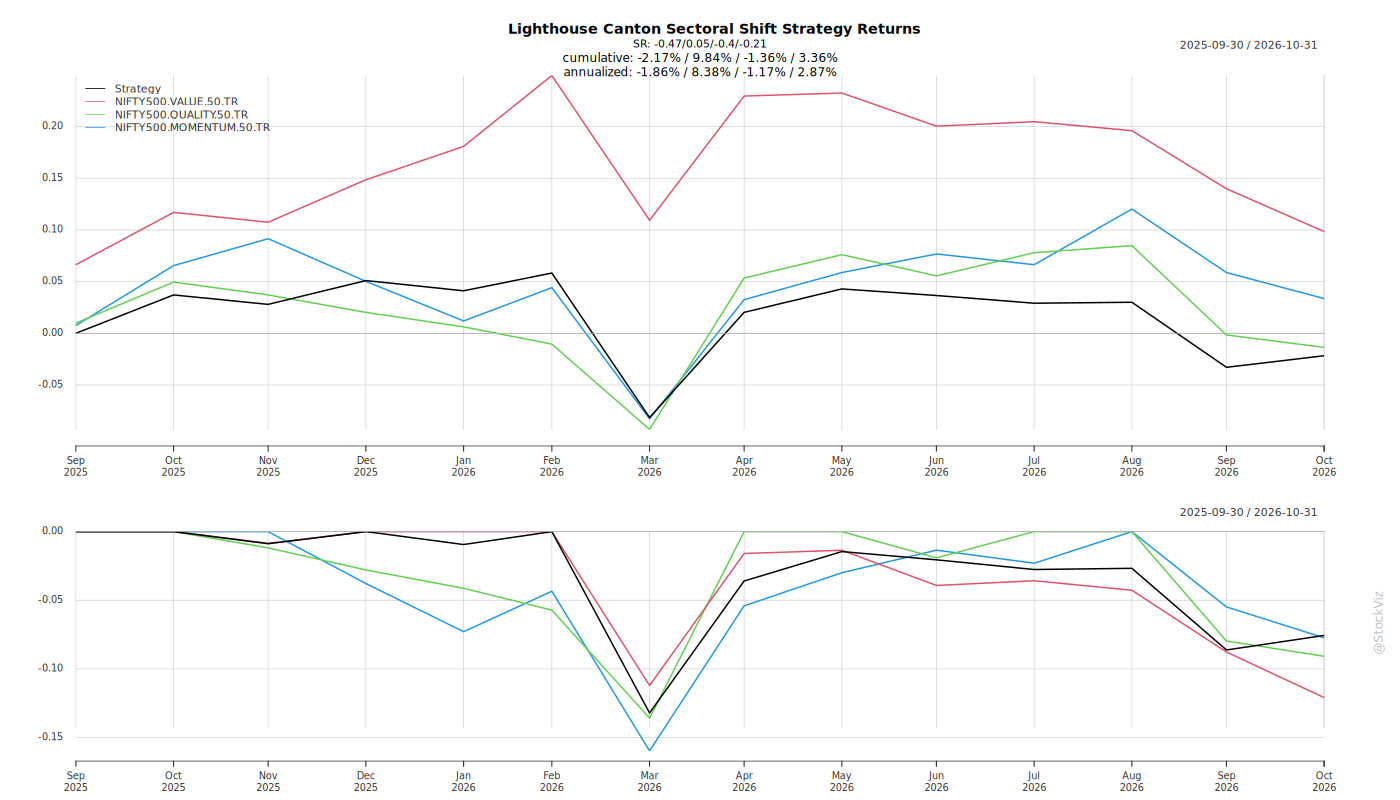 Lighthouse Canton Sectoral Shift Strategy Returns
SR: -0.47/0.05/-0.4/-0.21
cumulative: -2.17% / 9.84% / -1.36% / 3.36%
annualized: -1.86% / 8.38% / -1.17% / 2.87%
2025-09-30 / 2026-10-31
Strategy
NIFTY500.VALUE.50.TR
NIFTY500.QUALITY.50.TR
NIFTY500.MOMENTUM.50.TR
0.20
0.15
0.10
0.05
0.00
-0.05
Sep Oct Nov Dec Jan Feb Mar Apr May Jun Jul Aug Sep Oct
2025 2025 2025 2025 2026 2026 2026 2026 2026 2026 2026 2026 2026 2026
2025-09-30 / 2026-10-31
0.00
-0.05
-0.10
-0.15
Sep Oct Nov Dec Jan Feb Mar Apr May Jun Jul Aug Sep Oct
2025 2025 2025 2025 2026 2026 2026 2026 2026 2026 2026 2026 2026 2026
@StockViz